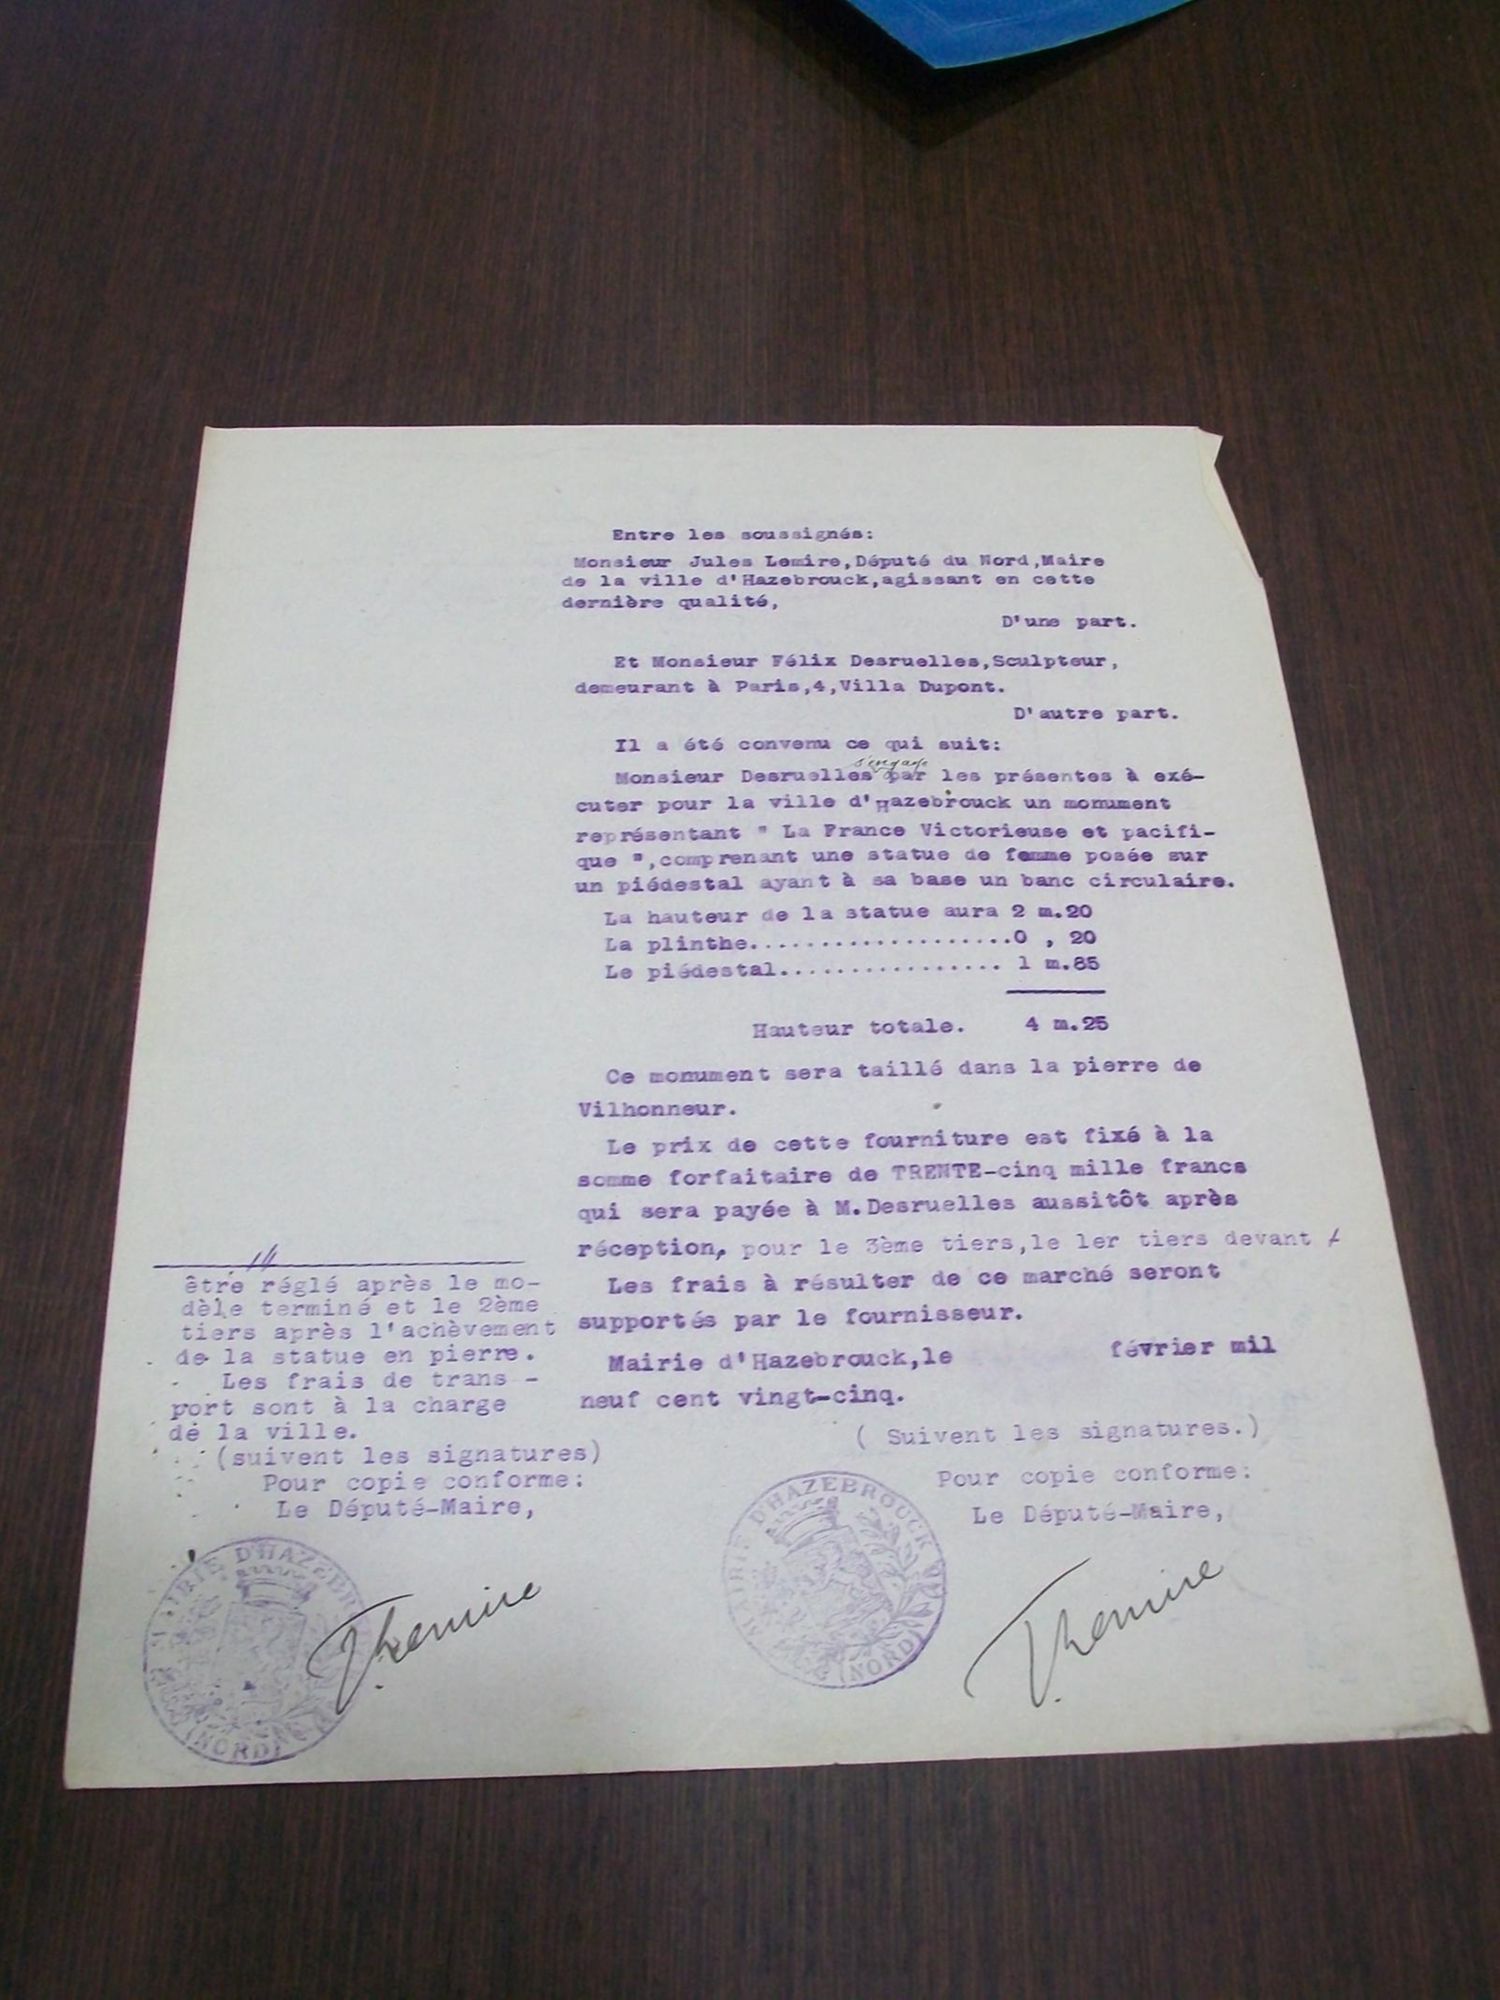 Entre les soussignés:
Monsieur Jules Lemire,Député du Nord,Maire
de la ville d'Hazebrouck,agissant en cette
dernière qualité,
D'une part.
Et Monsieur Félix Desruelles,Sculpteur,
demeurant à Paris,4,Villa Dupont.
D'autre part.
Il a été convenu ce qui suit:
s'engage
Monsieur Desruelles par les présentes à exé-
cuter pour la ville d'Hazebrouck un monument
représentant " La France Victorieuse et pacifi-
que ",comprenant une statue de femme posée sur
un piédestal ayant à sa base un banc circulaire.
La hauteur de la statue aura 2 m.20
La plinthe....................0 , 20
Le piédestal................. 1 m.85
Hauteur totale. 4 m.25
Ce monument sera taillé dans la pierre de
Vilhonneur.
Le prix de cette fourniture est fixé à la
somme forfaitaire de TRENTE-cinq mille francs
qui sera payée à M.Desruelles aussitôt après
réception, pour le 3ème tiers,le 1er tiers devant /
Les frais à résulter de ce marché seront
supportés par le fournisseur.
Mairie d'Hazebrouck,le février mil
neuf cent vingt-cinq.
( Suivent les signatures.)
Pour copie conforme:
Le Député-Maire,
MAIRIE D'HAZEBROUCK
(NORD)
Lemire
être réglé après le mo-
dèle terminé et le 2ème
tiers après l'achèvement
de la statue en pierre.
Les frais de trans -
port sont à la charge
de la ville.
(suivent les signatures)
Pour copie conforme:
Le Député-Maire,
MAIRIE D'HAZEBROUCK
(NORD)
Lemire